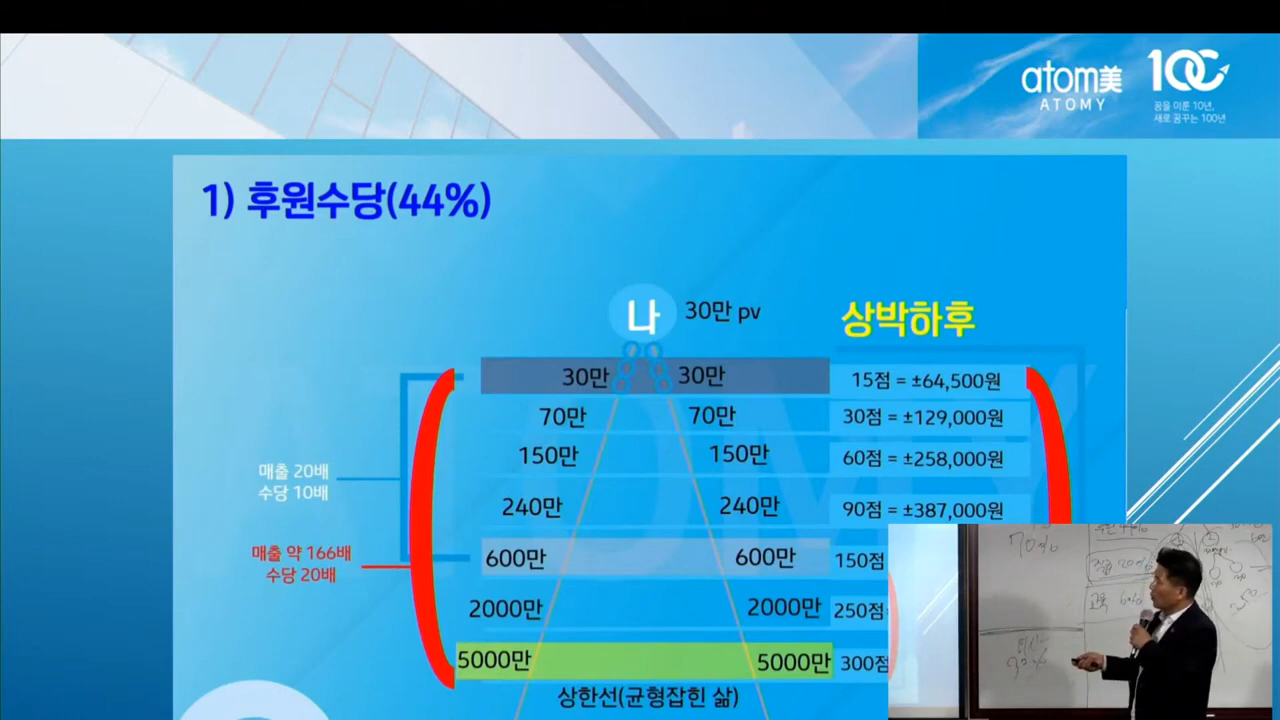 atom美
ATOMY
100
꿈을 이룬 10년,
새로 꿈꾸는 100년
1) 후원수당(44%)
나 30만 pv
상박하후
30만 30만 15점 = ±64,500원
70만 70만 30점 = ±129,000원
150만 150만 60점 = ±258,000원
매출 20배
수당 10배
240만 240만 90점 = ±387,000원
매출 약 166배
수당 20배
600만 600만 150점
2000만 2000만 250점
5000만 5000만 300점
상한선(균형잡힌 삶)
70%